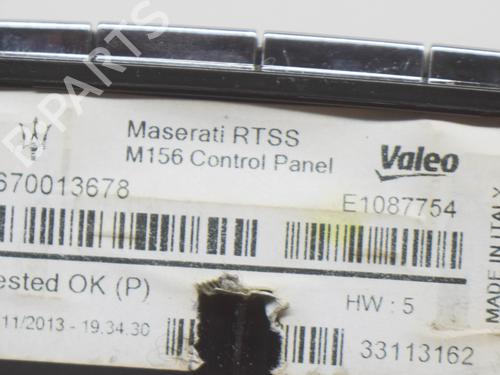 B-PARTS
Maserati RTSS
M156 Control Panel
Valeo
670013678
E1087754
ested OK (P)
HW : 5
11/2013 - 19.34.30
33113162
MADE IN ITALY